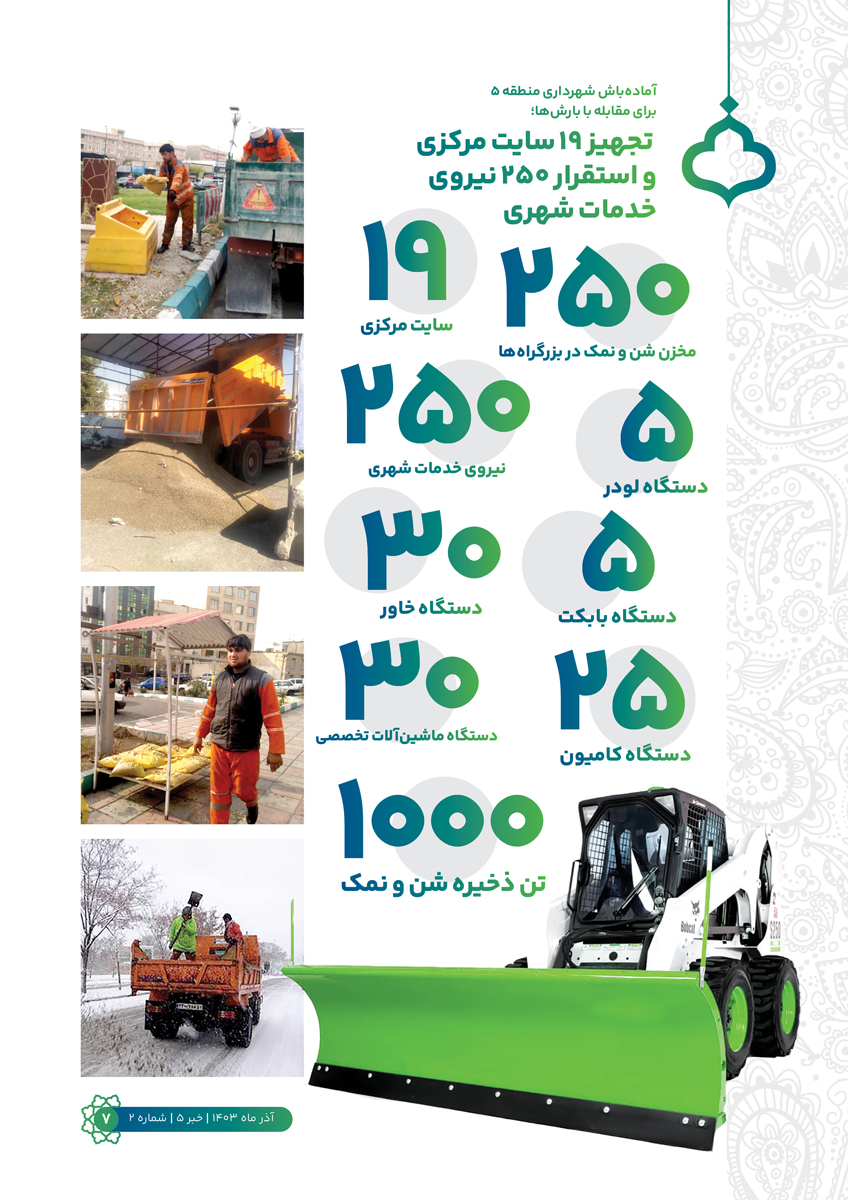 آماده‌باش شهرداری منطقه ۵
برای مقابله با بارش‌ها؛
تجهیز ۱۹ سایت مرکزی
و استقرار ۲۵۰ نیروی
خدمات شهری
۱۹
سایت مرکزی
۲۵۰
مخزن شن و نمک در بزرگراه‌ها
۲۵۰
نیروی خدمات شهری
۵
دستگاه لودر
۳۰
دستگاه خاور
۵
دستگاه بابکت
۳۰
دستگاه ماشین‌آلات تخصصی
۲۵
دستگاه کامیون
۱۰۰۰
تن ذخیره شن و نمک
Bobcat
S250
آذر ماه ۱۴۰۳ | خبر ۵ | شماره ۲
۷